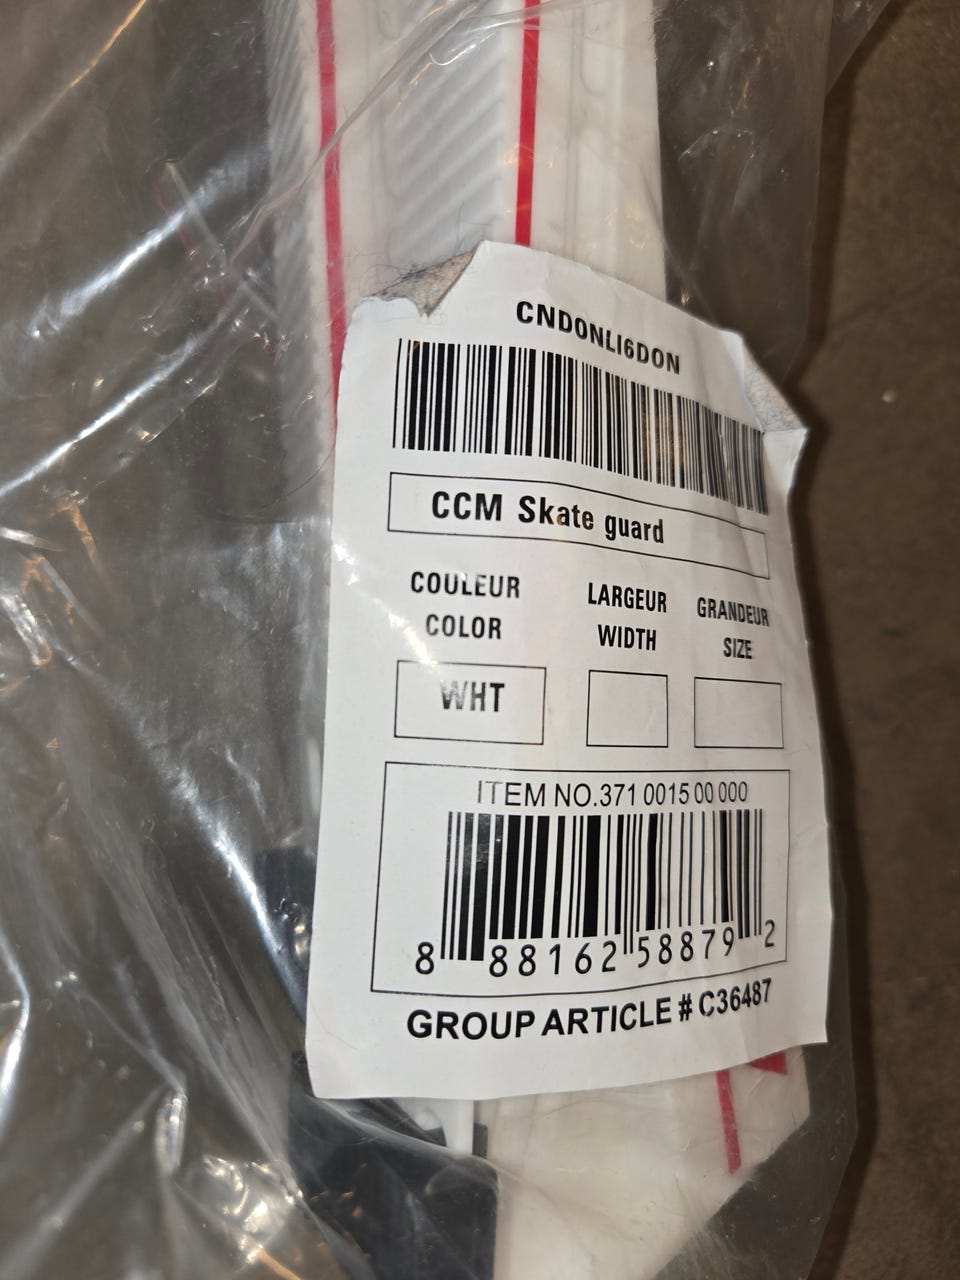 CNDONLI6DON
CCM Skate guard
COULEUR
COLOR
LARGEUR
WIDTH
GRANDEUR
SIZE
WHT
ITEM NO.371 0015 00 000
8 88162 58879 2
GROUP ARTICLE # C36487